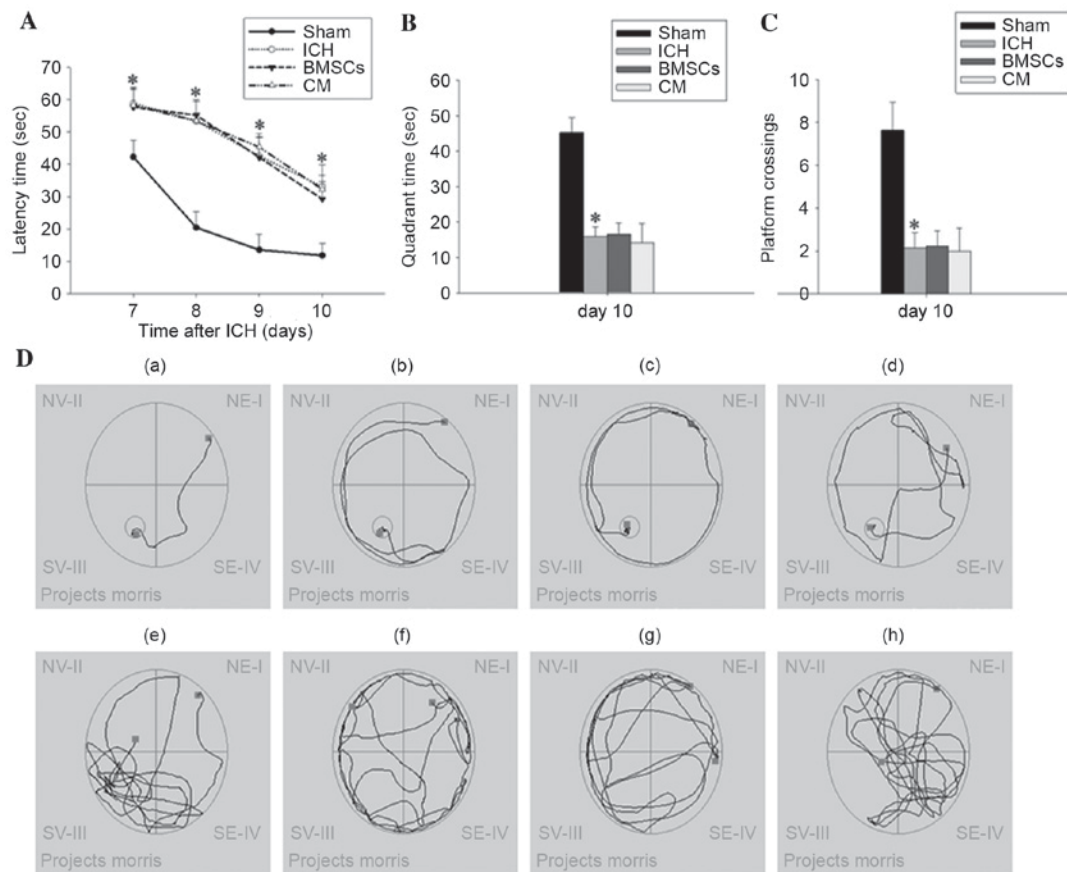 A
Sham
ICH
BMSCs
CM
Latency time (sec)
70
60
50
40
30
20
10
0
*
*
*
*
7 8 9 10
Time after ICH (days)
B
Sham
ICH
BMSCs
CM
Quadrant time (sec)
60
50
40
30
20
10
0
*
day 10
C
Sham
ICH
BMSCs
CM
Platform crossings
10
8
6
4
2
0
*
day 10
D
(a) (b) (c) (d)
NV-II NE-I NV-II NE-I NV-II NE-I NV-II NE-I
SV-III SE-IV SV-III SE-IV SV-III SE-IV SV-III SE-IV
Projects morris Projects morris Projects morris Projects morris
(e) (f) (g) (h)
NV-II NE-I NV-II NE-I NV-II NE-I NV-II NE-I
SV-III SE-IV SV-III SE-IV SV-III SE-IV SV-III SE-IV
Projects morris Projects morris Projects morris Projects morris